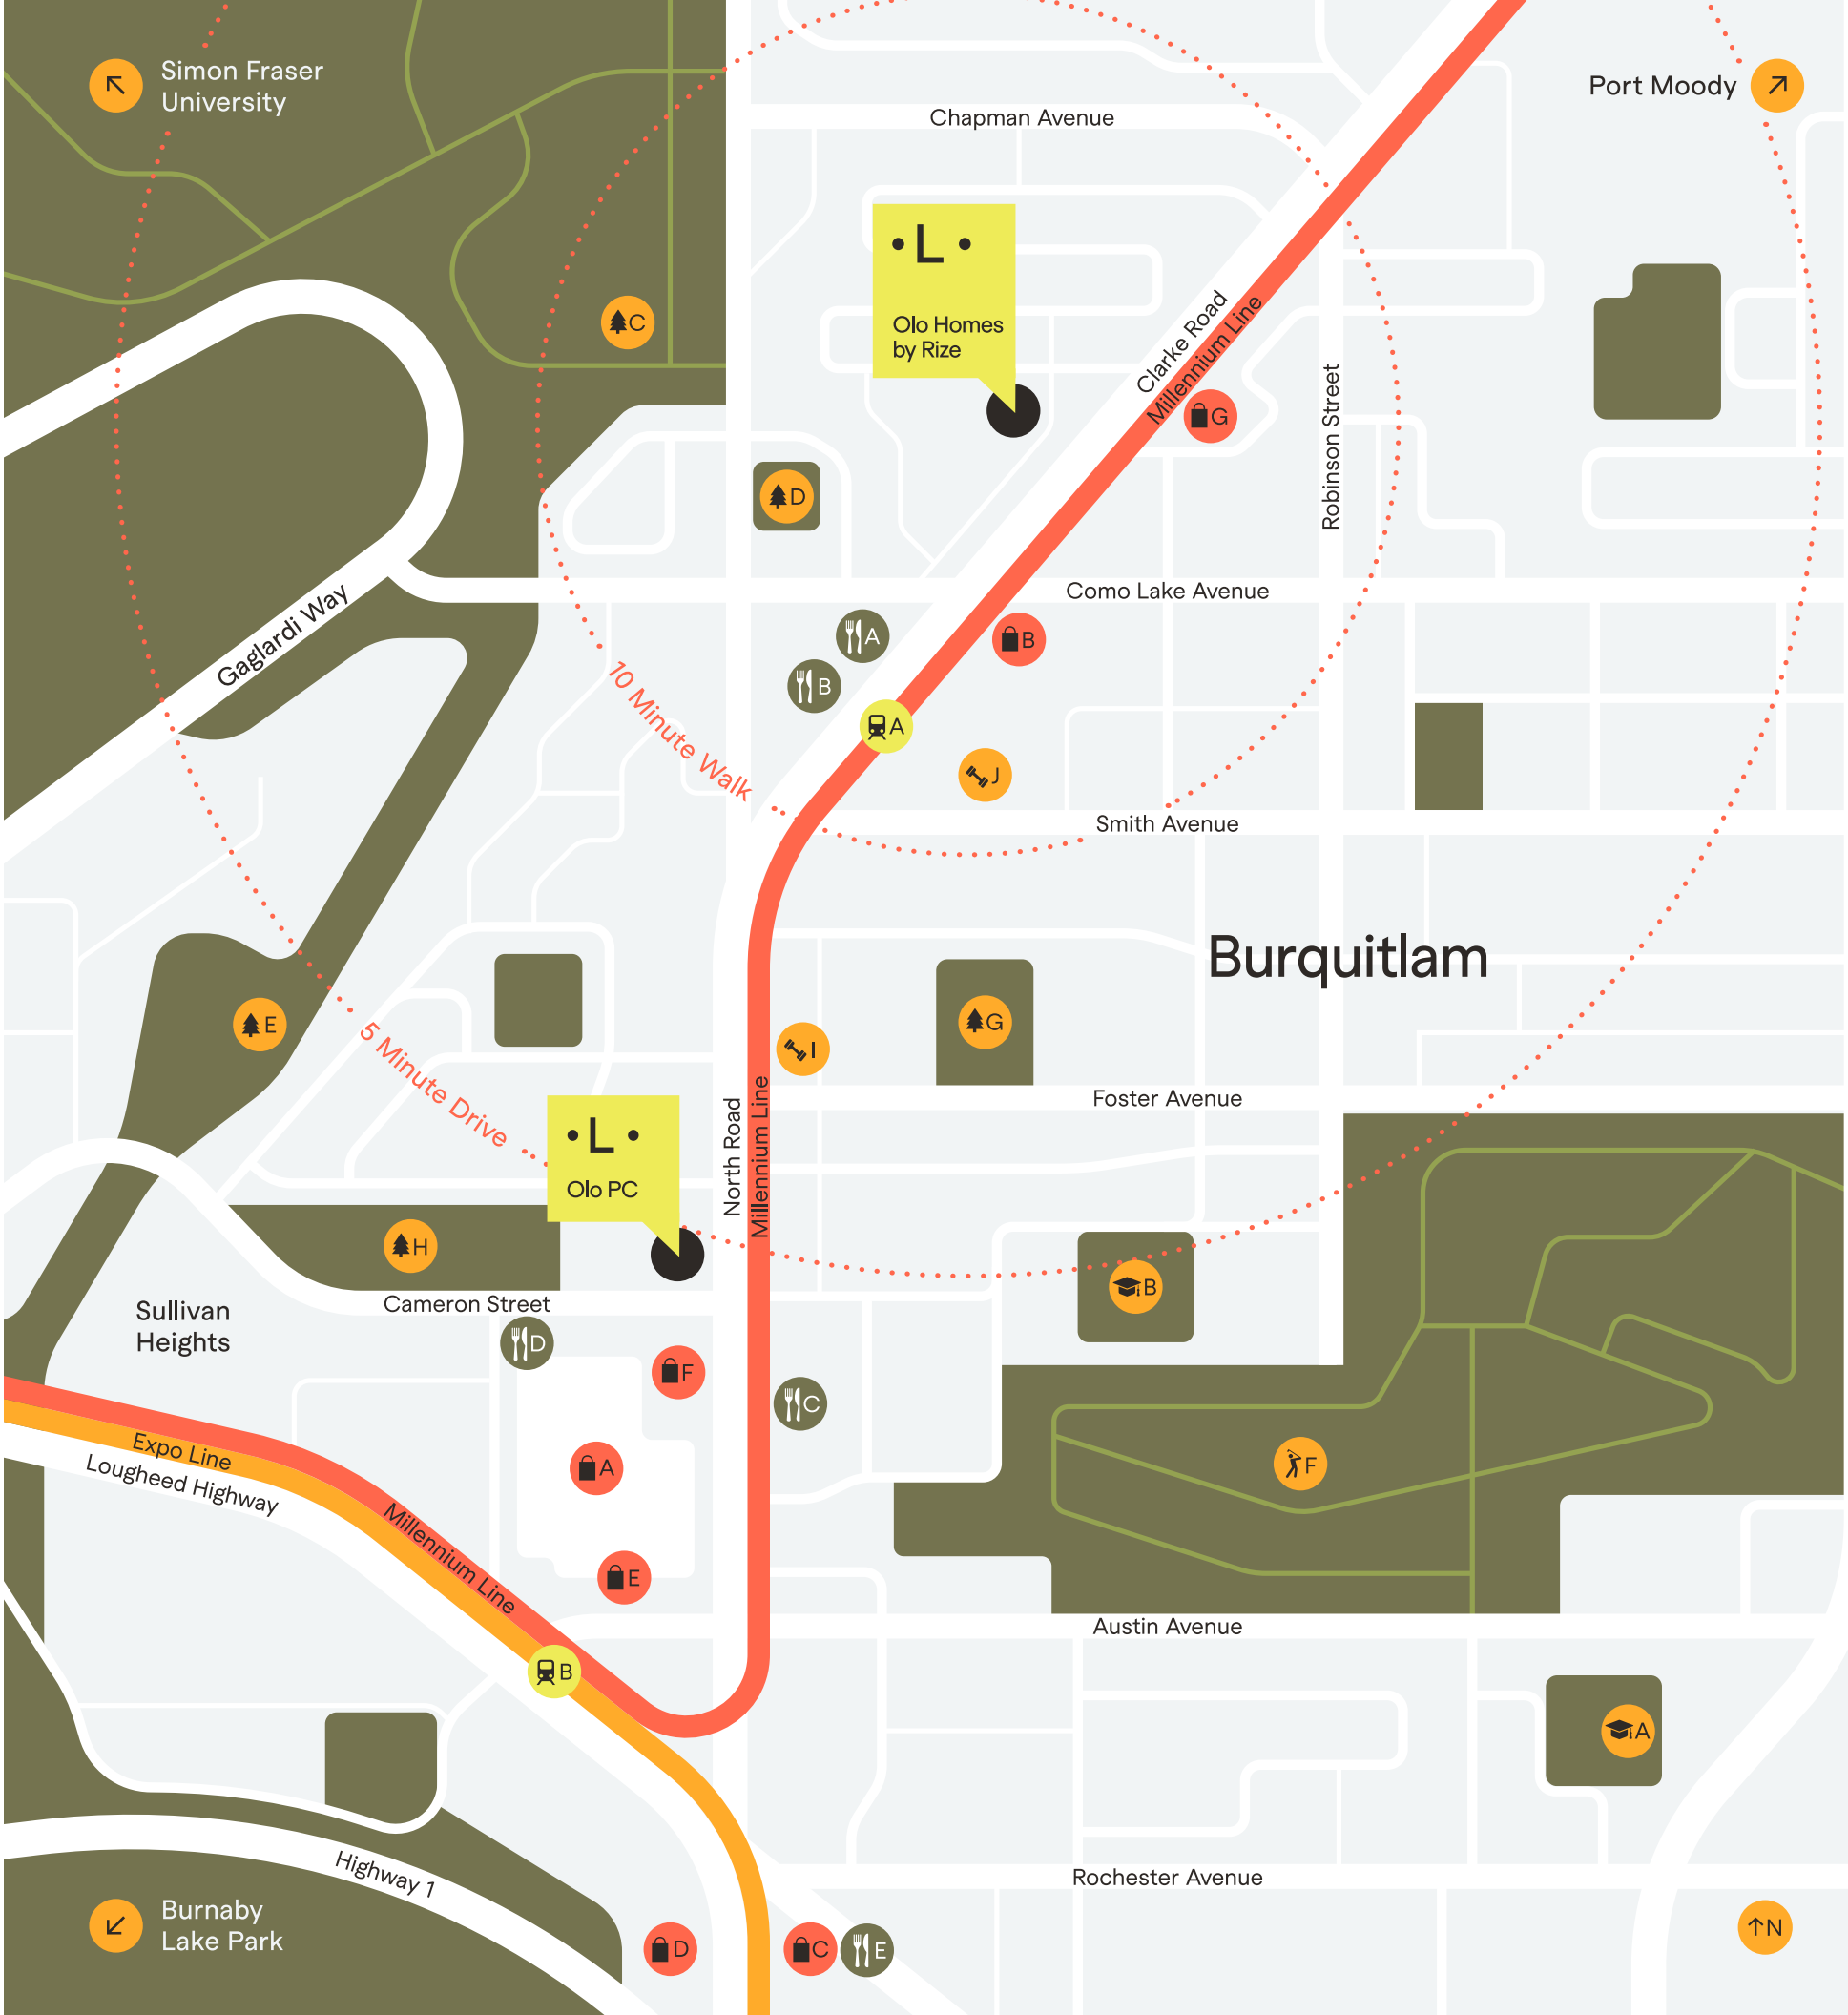 Simon Fraser
University
Port Moody
Chapman Avenue
• L •
Olo Homes
by Rize
C
Clarke Road
Millennium Line
G
Robinson Street
D
Como Lake Avenue
Gaglardi Way
A
B
B
10 Minute Walk
A
J
Smith Avenue
Burquitlam
E
5 Minute Drive
G
I
Foster Avenue
North Road
Millennium Line
• L •
Olo PC
H
B
Sullivan
Heights
Cameron Street
D
F
C
Expo Line
Lougheed Highway
A
F
Millennium Line
E
Austin Avenue
B
A
Highway 1
Rochester Avenue
Burnaby
Lake Park
D
C
E
N